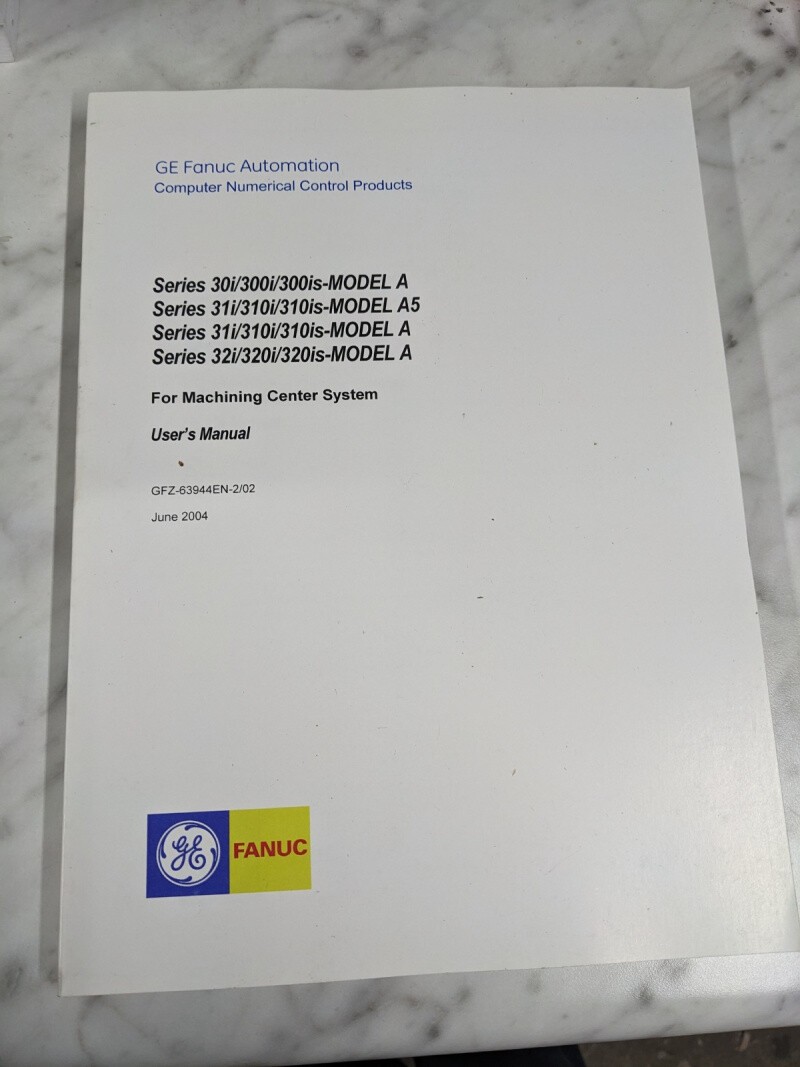 GE Fanuc Automation
Computer Numerical Control Products
Series 30i/300i/300is-MODEL A
Series 31i/310i/310is-MODEL A5
Series 31i/310i/310is-MODEL A
Series 32i/320i/320is-MODEL A
For Machining Center System
User's Manual
GFZ-63944EN-2/02
June 2004
GE FANUC